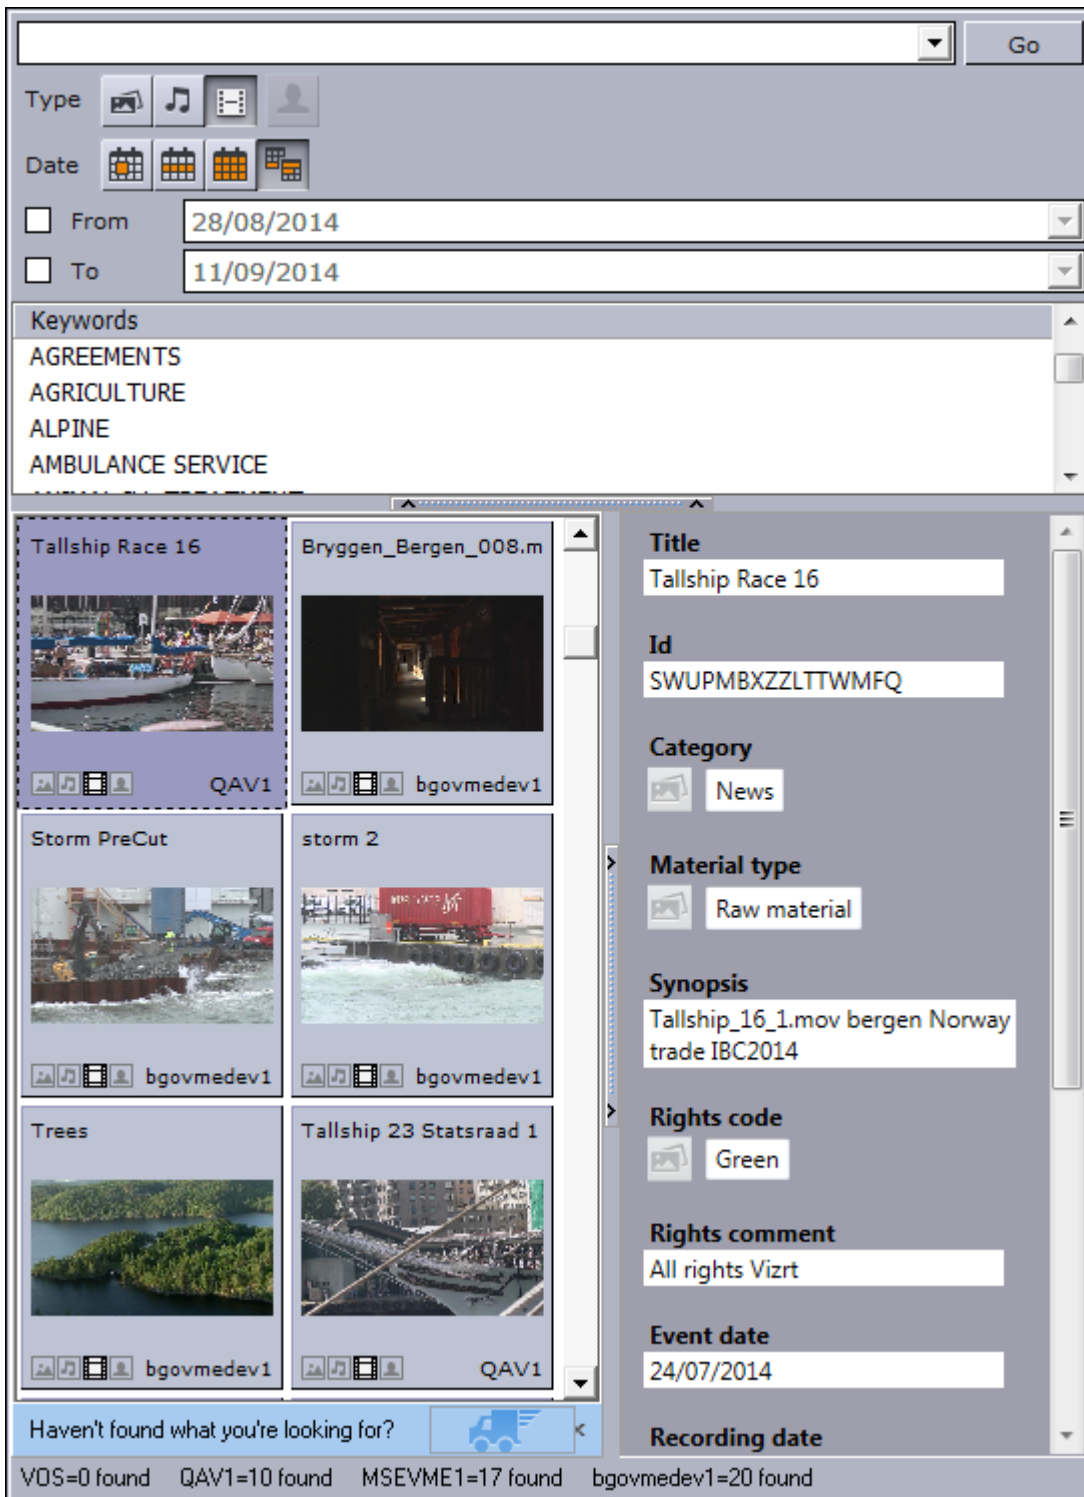 Go
Type
Date
From 28/08/2014
To 11/09/2014
Keywords
AGREEMENTS
AGRICULTURE
ALPINE
AMBULANCE SERVICE
Tallship Race 16
QAV1
Bryggen_Bergen_008.m
bgovmedev1
Storm PreCut
bgovmedev1
storm 2
bgovmedev1
Trees
bgovmedev1
Tallship 23 Statsraad 1
QAV1
Haven't found what you're looking for?
Title
Tallship Race 16
Id
SWUPMBXZZLTTWMFQ
Category
News
Material type
Raw material
Synopsis
Tallship_16_1.mov bergen Norway
trade IBC2014
Rights code
Green
Rights comment
All rights Vizrt
Event date
24/07/2014
Recording date
VOS=0 found QAV1=10 found MSEVME1=17 found bgovmedev1=20 found